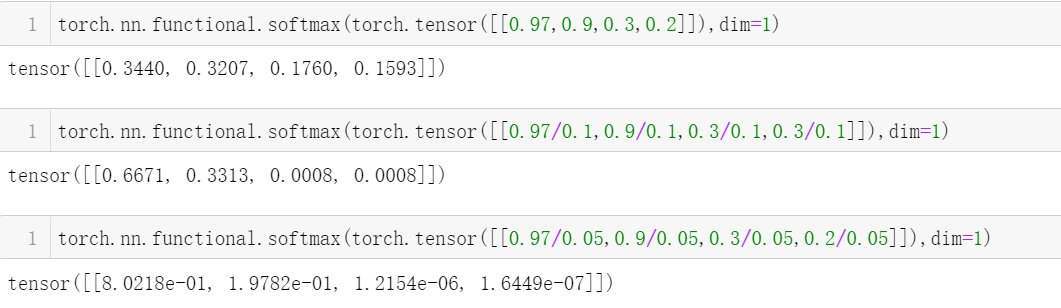 1 torch.nn.functional.softmax(torch.tensor([[0.97,0.9,0.3,0.2]]),dim=1)
tensor([[0.3440, 0.3207, 0.1760, 0.1593]])
1 torch.nn.functional.softmax(torch.tensor([[0.97/0.1,0.9/0.1,0.3/0.1,0.3/0.1]]),dim=1)
tensor([[0.6671, 0.3313, 0.0008, 0.0008]])
1 torch.nn.functional.softmax(torch.tensor([[0.97/0.05,0.9/0.05,0.3/0.05,0.2/0.05]]),dim=1)
tensor([[8.0218e-01, 1.9782e-01, 1.2154e-06, 1.6449e-07]])